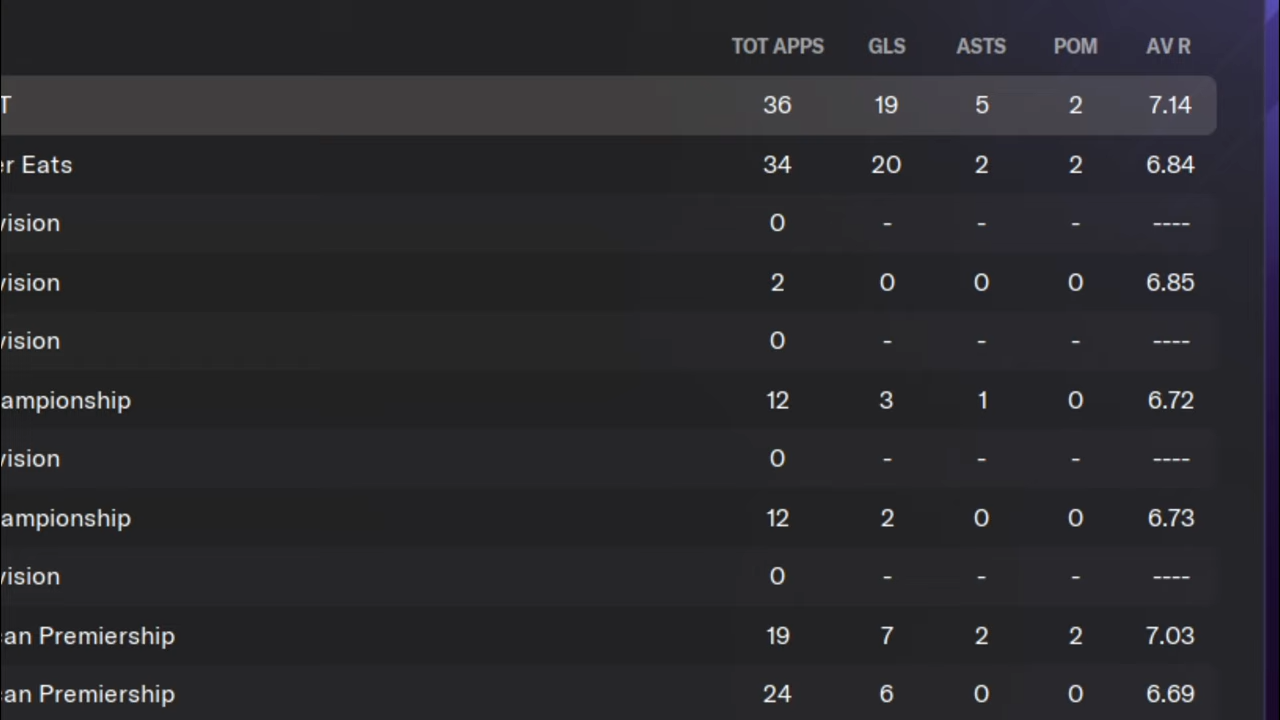 TOT APPS GLS ASTS POM AV R
T 36 19 5 2 7.14
er Eats 34 20 2 2 6.84
vision 0 - - - ----
vision 2 0 0 0 6.85
vision 0 - - - ----
ampionship 12 3 1 0 6.72
vision 0 - - - ----
ampionship 12 2 0 0 6.73
vision 0 - - - ----
can Premiership 19 7 2 2 7.03
can Premiership 24 6 0 0 6.69